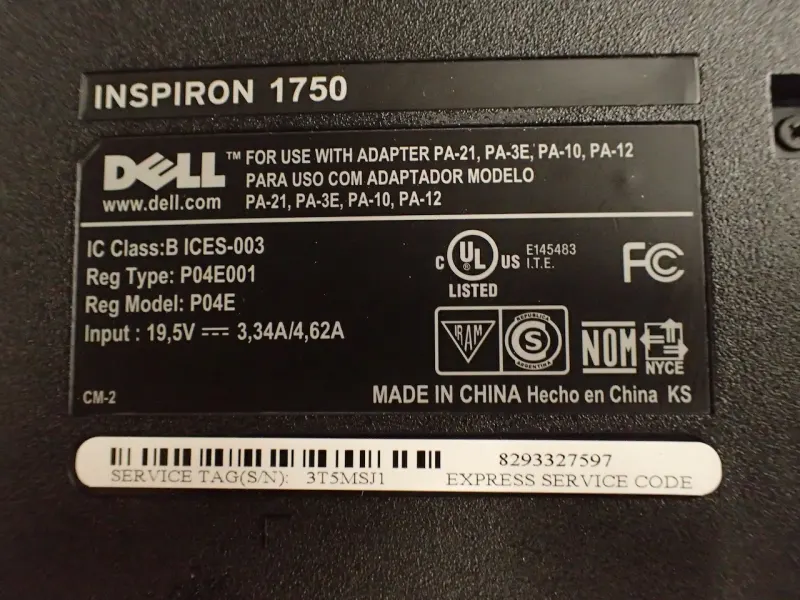 INSPIRON 1750
DELL™ FOR USE WITH ADAPTER PA-21, PA-3E, PA-10, PA-12
PARA USO COM ADAPTADOR MODELO
www.dell.com PA-21, PA-3E, PA-10, PA-12
IC Class:B ICES-003
Reg Type: P04E001
Reg Model: P04E
Input : 19,5V 3,34A/4,62A
C UL ® US E145483
I.T.E.
LISTED
FC
IRAM
REPUBLICA
S
ARGENTINA
NOM
NYCE
CM-2
MADE IN CHINA Hecho en China KS
SERVICE TAG(S/N): 3T5MSJ1
8293327597
EXPRESS SERVICE CODE